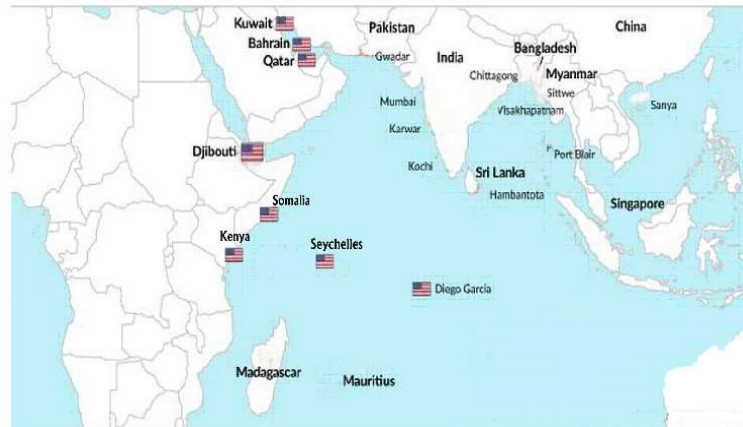 Kuwait
Bahrain
Qatar
Pakistan
Gwadar
India
China
Bangladesh
Chittagong
Myanmar
Sittwe
Mumbai
Visakhapatnam
Sanya
Karwar
Djibouti
Kochi
Port Blair
Sri Lanka
Hambantota
Singapore
Somalia
Kenya
Seychelles
Diego Garcia
Madagascar
Mauritius